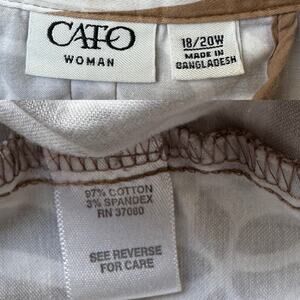 CATO
WOMAN
18/20W
MADE IN
BANGLADESH
97% COTTON
3% SPANDEX
RN 37080
SEE REVERSE
FOR CARE